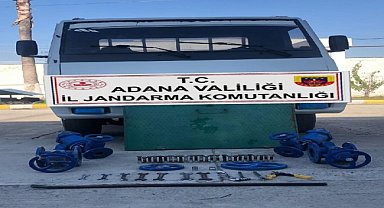 T.C.
ADANA VALİLİĞİ
İL JANDARMA KOMUTANLIĞI